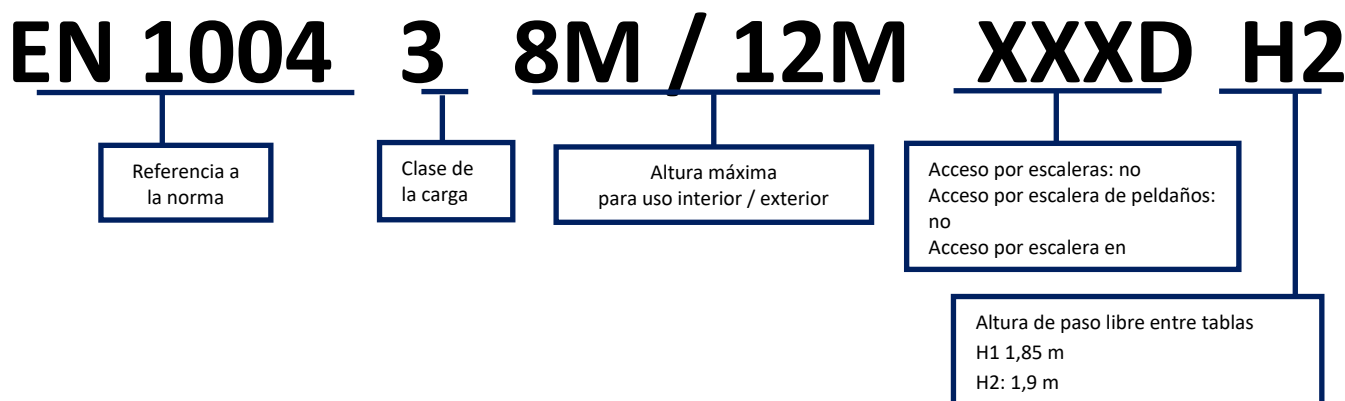 EN 1004 3 8M / 12M XXXD H2
Referencia a
la norma
Clase de
la carga
Altura máxima
para uso interior / exterior
Acceso por escaleras: no
Acceso por escalera de peldaños:
no
Acceso por escalera en
Altura de paso libre entre tablas
H1 1,85 m
H2: 1,9 m